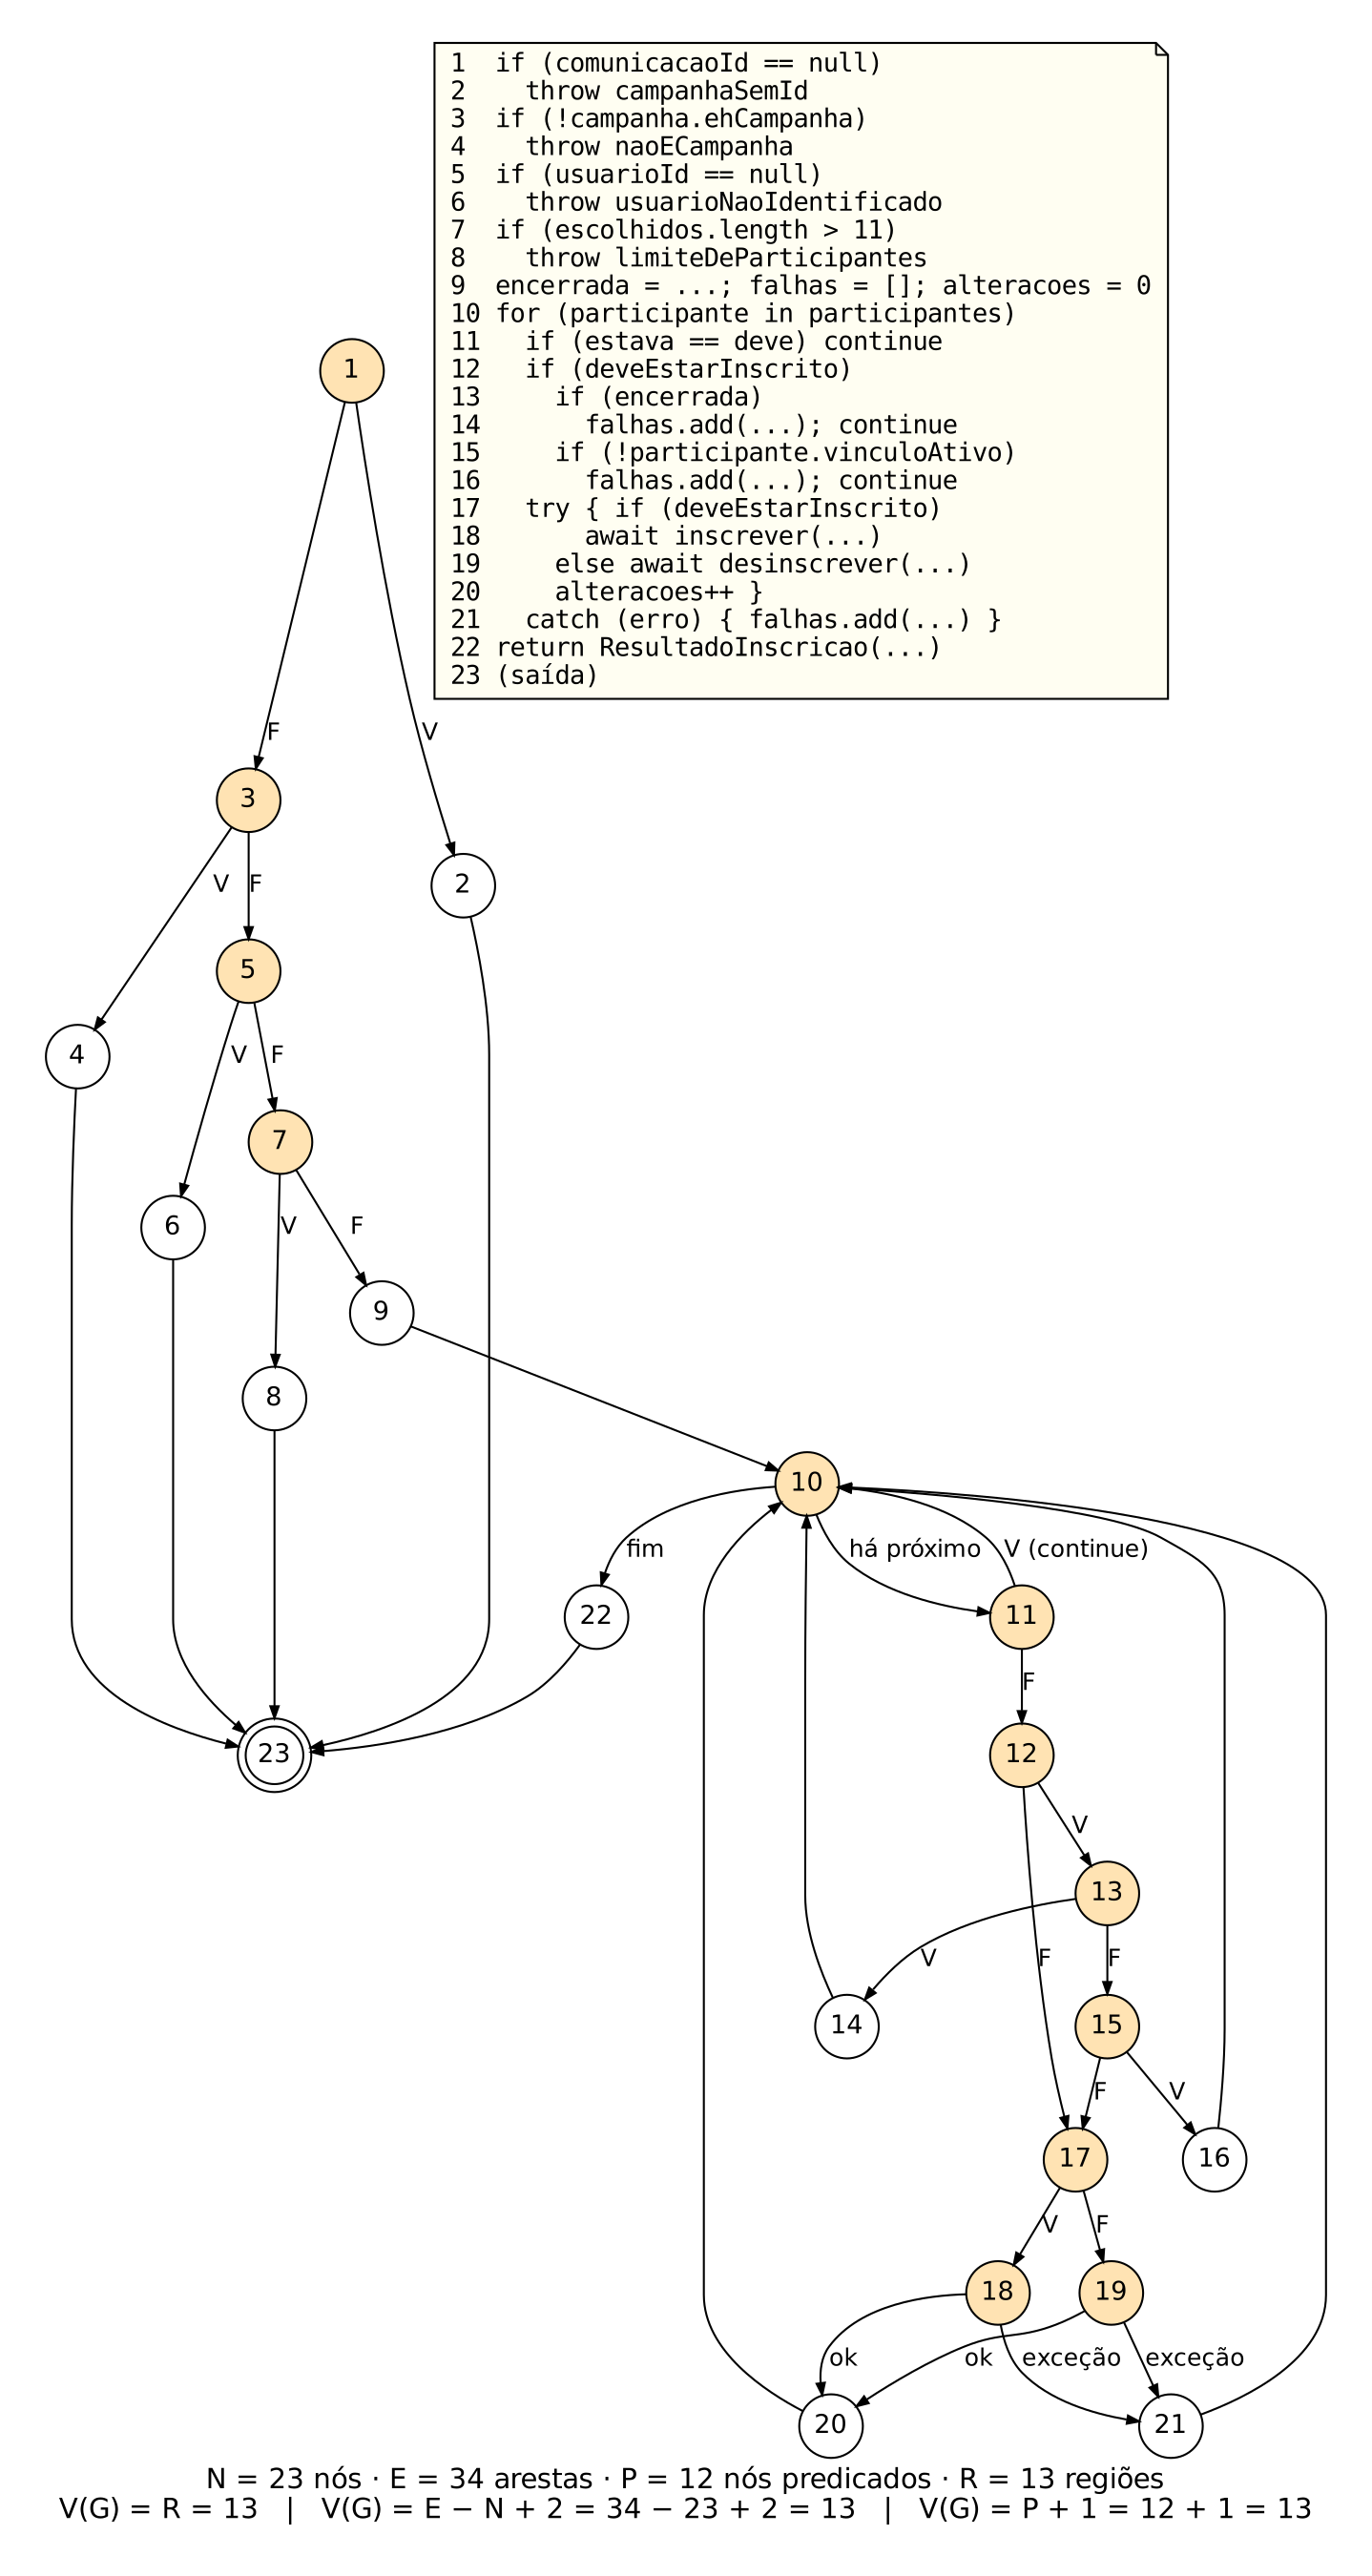 1  if (comunicacaoId == null)
2    throw campanhaSemId
3  if (!campanha.ehCampanha)
4    throw naoECampanha
5  if (usuarioId == null)
6    throw usuarioNaoIdentificado
7  if (escolhidos.length > 11)
8    throw limiteDeParticipantes
9  encerrada = ...; falhas = []; alteracoes = 0
10 for (participante in participantes)
11   if (estava == deve) continue
12   if (deveEstarInscrito)
13     if (encerrada)
14       falhas.add(...); continue
15     if (!participante.vinculoAtivo)
16       falhas.add(...); continue
17   try { if (deveEstarInscrito)
18       await inscrever(...)
19     else await desinscrever(...)
20     alteracoes++ }
21   catch (erro) { falhas.add(...) }
22 return ResultadoInscricao(...)
23 (saída)
1
F
V
3
2
V
F
5
4
V
F
7
6
V
F
9
8
10
fim
há próximo
V (continue)
22
11
F
23
12
V
13
V
F
F
14
15
F
V
17
16
V
F
18
19
ok
ok
exceção
exceção
20
21
N = 23 nós · E = 34 arestas · P = 12 nós predicados · R = 13 regiões
V(G) = R = 13   |   V(G) = E − N + 2 = 34 − 23 + 2 = 13   |   V(G) = P + 1 = 12 + 1 = 13